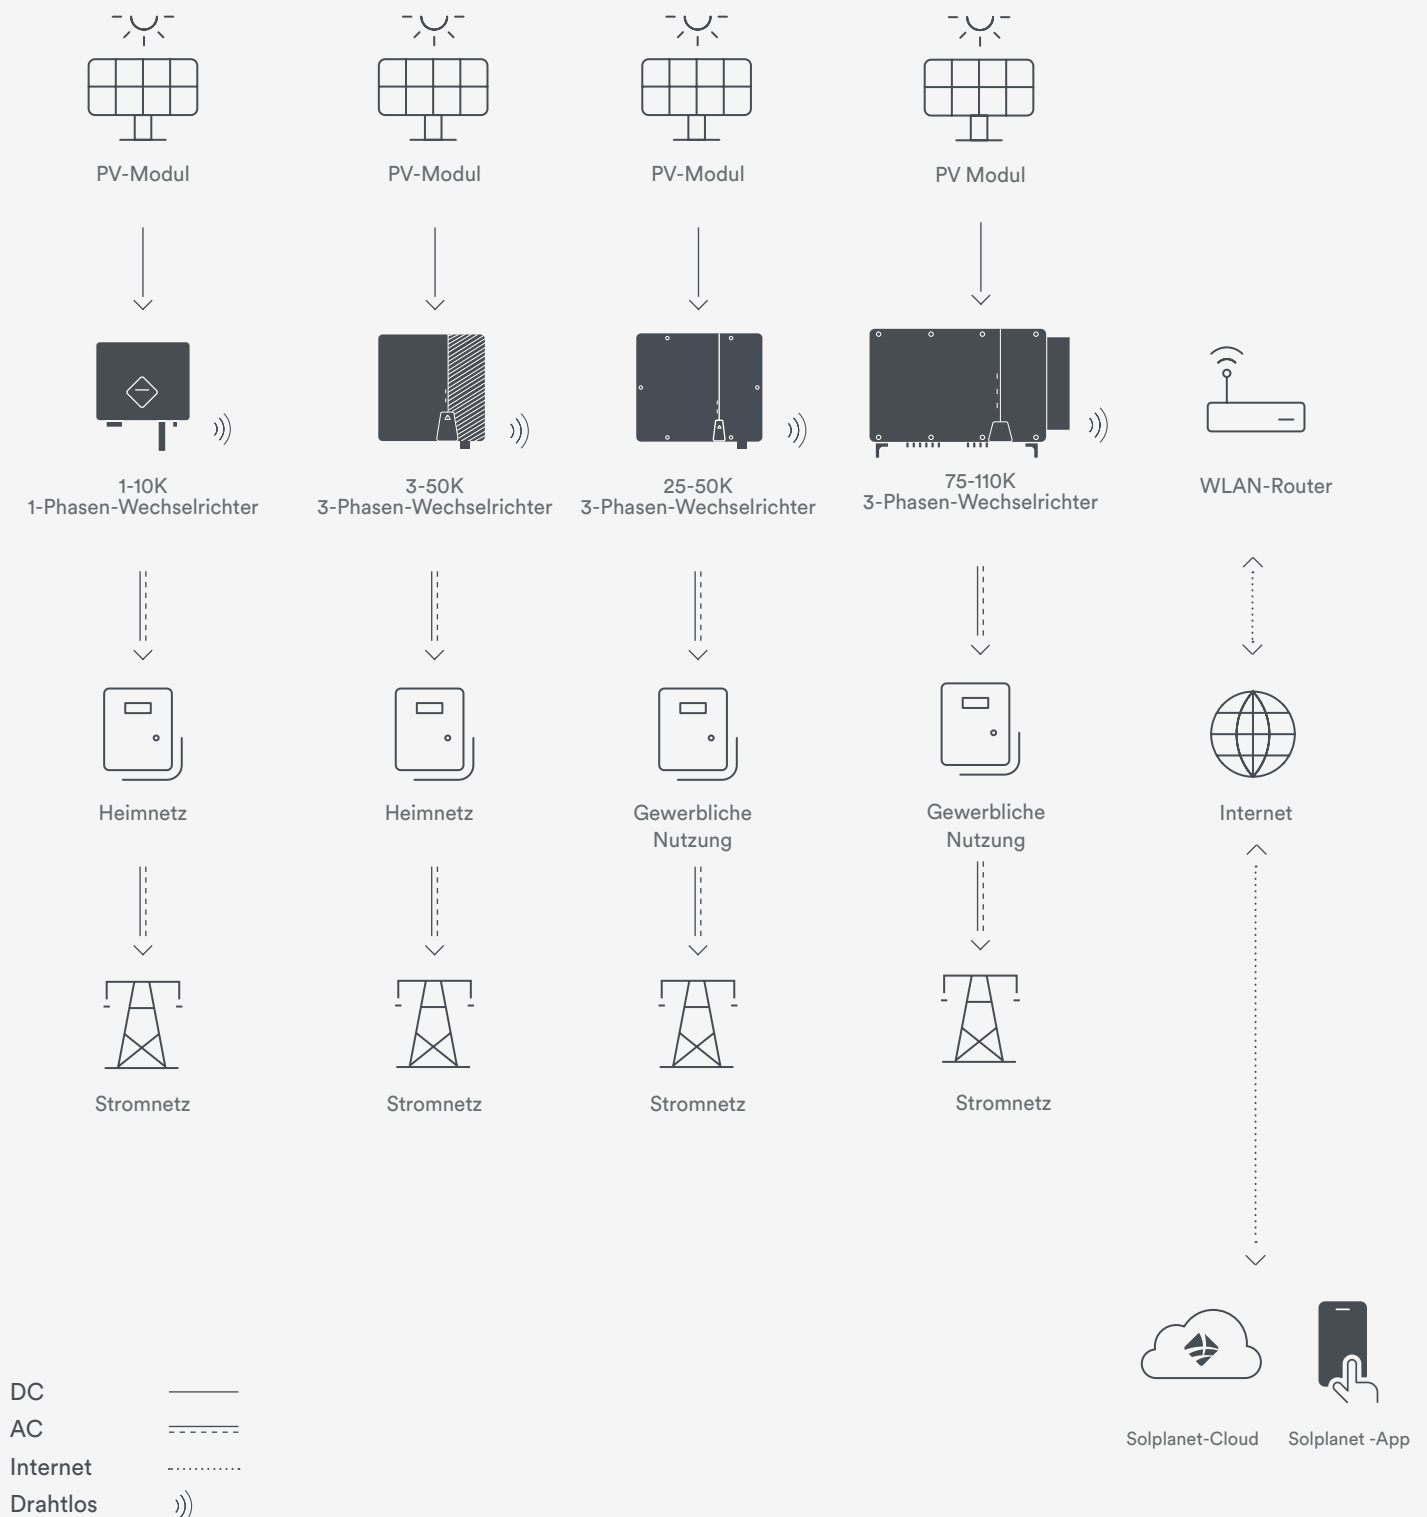 PV-Modul
PV-Modul
PV-Modul
PV Modul
1-10K
1-Phasen-Wechselrichter
3-50K
3-Phasen-Wechselrichter
25-50K
3-Phasen-Wechselrichter
75-110K
3-Phasen-Wechselrichter
WLAN-Router
Heimnetz
Heimnetz
Gewerbliche
Nutzung
Gewerbliche
Nutzung
Internet
Stromnetz
Stromnetz
Stromnetz
Stromnetz
Solplanet-Cloud
Solplanet -App
DC
AC
Internet
Drahtlos